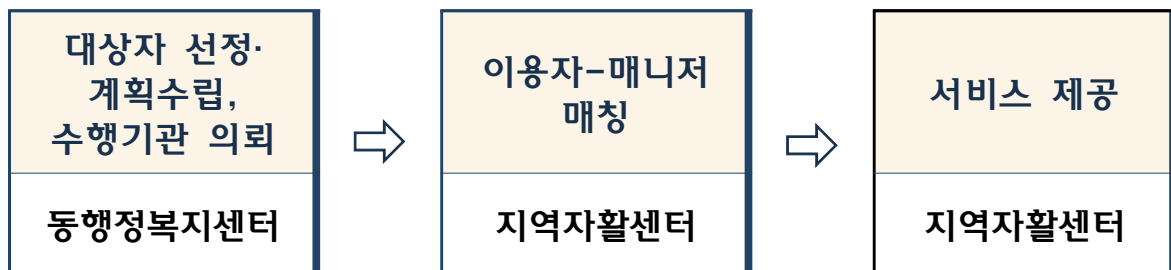 대상자 선정·
계획수립,
수행기관 의뢰
동행정복지센터
이용자-매니저
매칭
지역자활센터
서비스 제공
지역자활센터